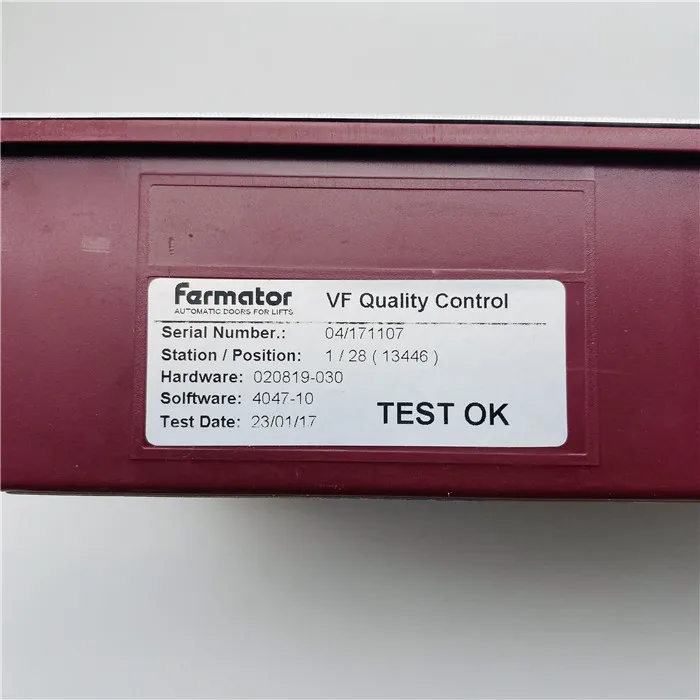 Fermator
AUTOMATIC DOORS FOR LIFTS
VF Quality Control
Serial Number.: 04/171107
Station / Position: 1 / 28 ( 13446 )
Hardware: 020819-030
Solftware: 4047-10
Test Date: 23/01/17
TEST OK